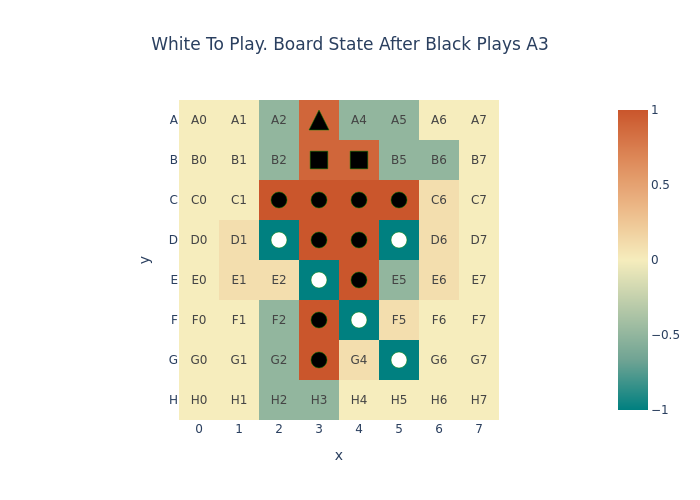 White To Play. Board State After Black Plays A3
A A0 A1 A2 A4 A5 A6 A7
B B0 B1 B2 B5 B6 B7
C C0 C1 C6 C7
D D0 D1 D6 D7
E E0 E1 E2 E5 E6 E7
F F0 F1 F2 F5 F6 F7
G G0 G1 G2 G4 G6 G7
H H0 H1 H2 H3 H4 H5 H6 H7
0 1 2 3 4 5 6 7
x
y
1
0.5
0
−0.5
−1